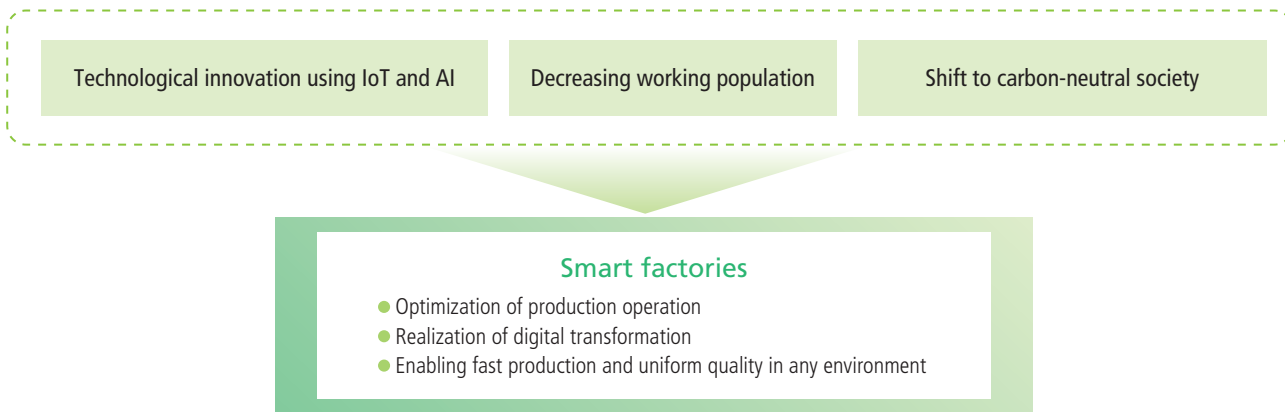 Technological innovation using IoT and AI
Decreasing working population
Shift to carbon-neutral society
Smart factories
● Optimization of production operation
● Realization of digital transformation
● Enabling fast production and uniform quality in any environment